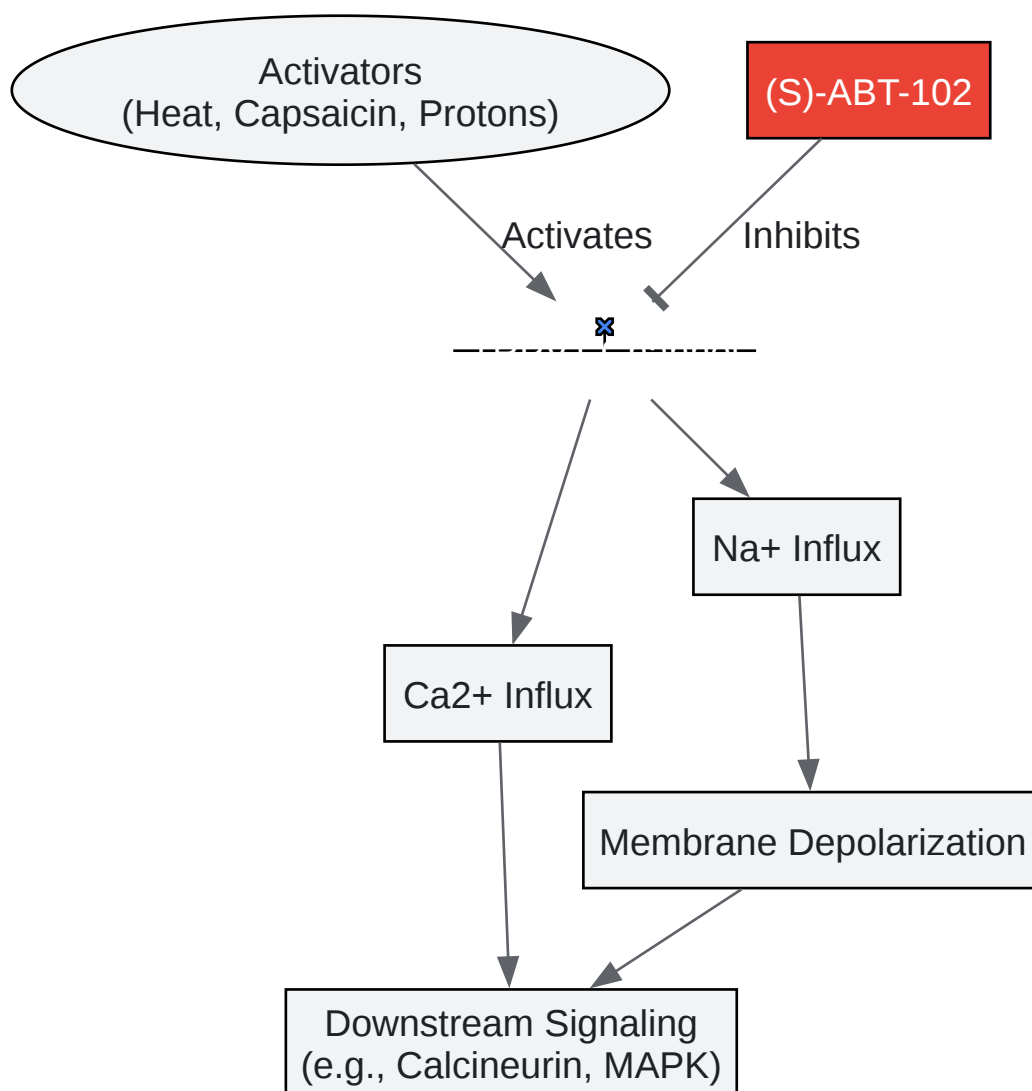 Activators
(Heat, Capsaicin, Protons)
(S)-ABT-102
Activates
Inhibits
Na+ Influx
Ca2+ Influx
Membrane Depolarization
Downstream Signaling
(e.g., Calcineurin, MAPK)